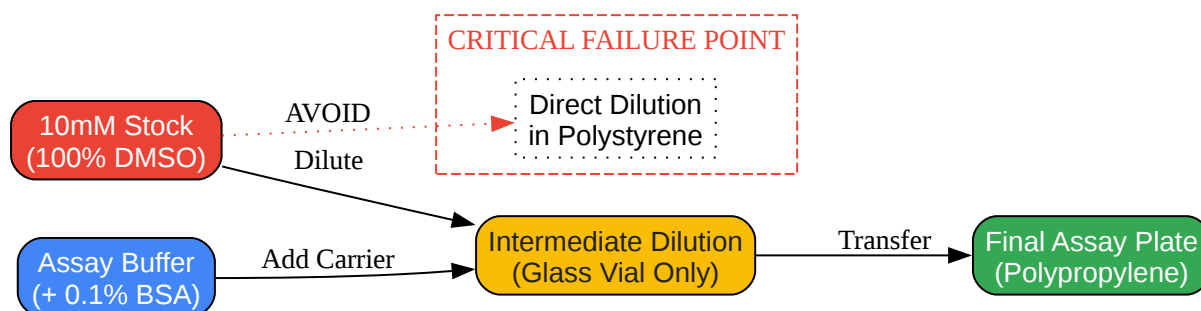 CRITICAL FAILURE POINT
10mM Stock
(100% DMSO)
AVOID
Direct Dilution
in Polystyrene
Dilute
Assay Buffer
(+ 0.1% BSA)
Add Carrier
Intermediate Dilution
(Glass Vial Only)
Transfer
Final Assay Plate
(Polypropylene)